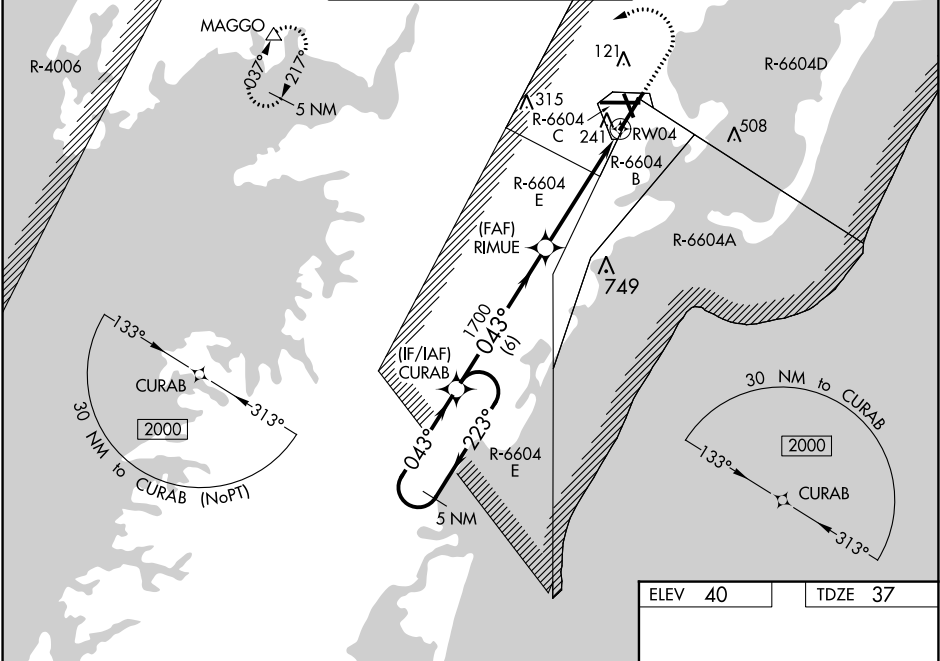 MAGGO
037°
217°
5 NM
R-4006
121
315
R-6604
C
241
RW04
R-6604D
508
R-6604
B
R-6604
E
R-6604A
(FAF)
RIMUE
749
1700
043°
(6)
(IF/IAF)
CURAB
043°
223°
R-6604
E
5 NM
133°
CURAB
313°
2000
30 NM to CURAB (NoPT)
30 NM to CURAB
2000
133°
CURAB
313°
ELEV 40
TDZE 37